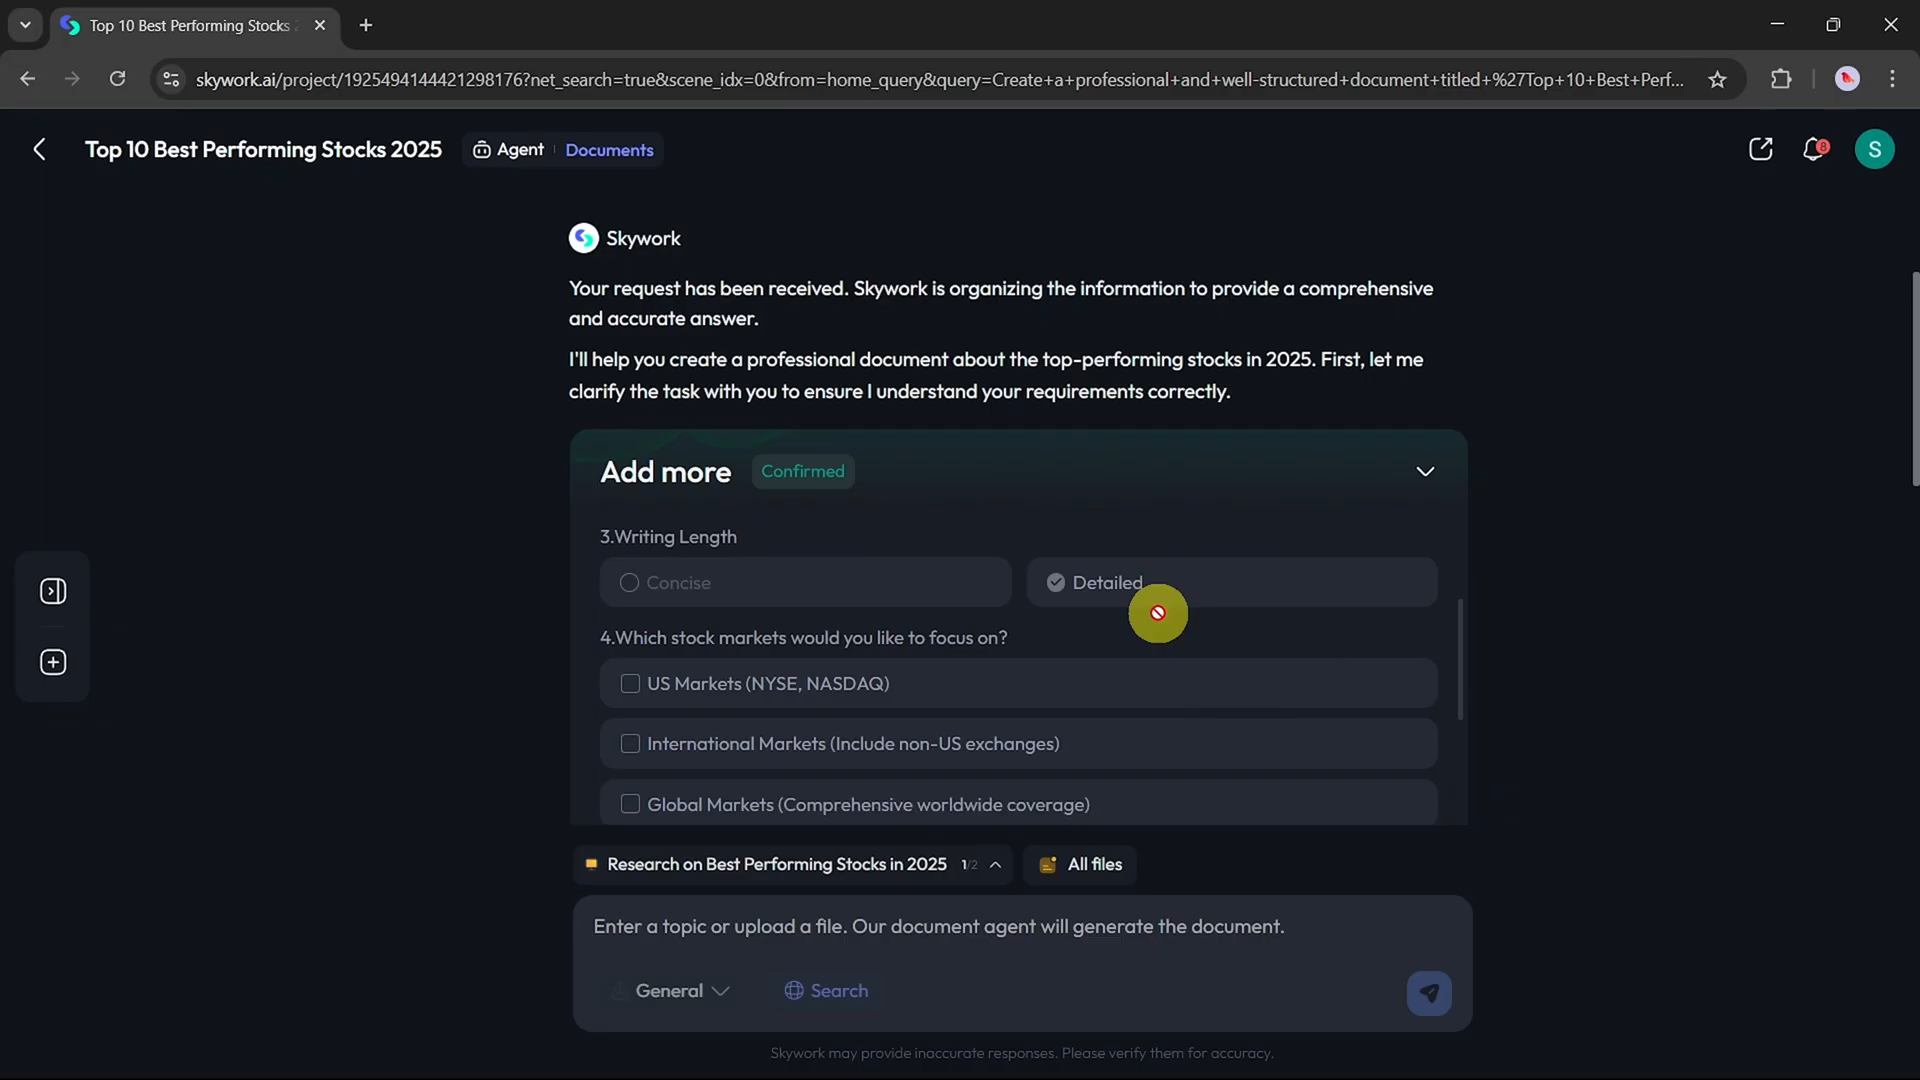 Top 10 Best Performing Stocks 2
skywork.ai/project/1925494144421298176?net_search=true&scene_idx=0&from=home_query&query=Create+a+professional+and+well-structured+document+titled+%27Top+10+Best+Perf...
Top 10 Best Performing Stocks 2025
Agent
Documents
8
S
Skywork
Your request has been received. Skywork is organizing the information to provide a comprehensive
and accurate answer.
I'll help you create a professional document about the top-performing stocks in 2025. First, let me
clarify the task with you to ensure I understand your requirements correctly.
Add more
Confirmed
3.Writing Length
Concise
Detailed
4.Which stock markets would you like to focus on?
US Markets (NYSE, NASDAQ)
International Markets (Include non-US exchanges)
Global Markets (Comprehensive worldwide coverage)
Research on Best Performing Stocks in 2025 1/2
All files
Enter a topic or upload a file. Our document agent will generate the document.
General
Search
Skywork may provide inaccurate responses. Please verify them for accuracy.